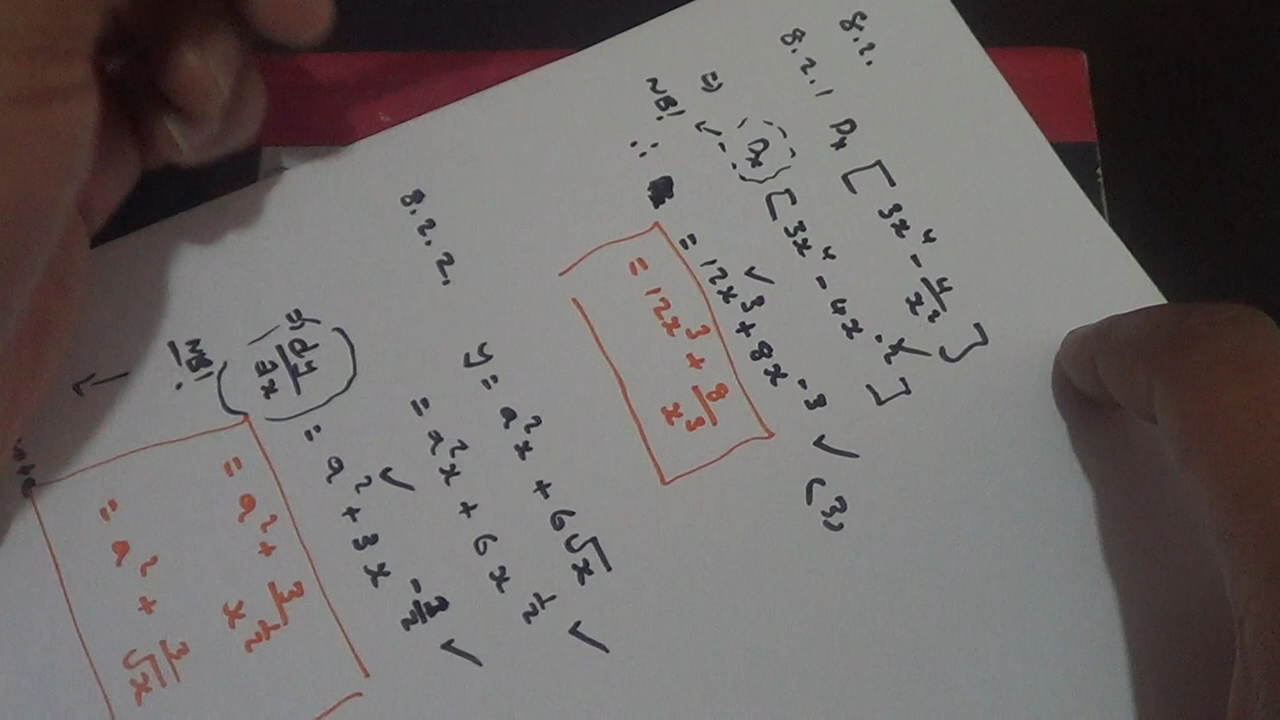 8.2.
8.2.1 Dx [3x⁴ - 4/x²]
=> Dx [3x⁴ - 4x⁻²] ✓
NB! ←
∴ = 12x³ ✓ + 8x⁻³ ✓ (3)
= 12x³ + 8/x³
8.2.2. y = a²x + 6√x
= a²x + 6x^(1/2) ✓
=> dy/dx = a² ✓ + 3x^(-3/2) ✓
NB!
= a² + 3/x^(1/2)
= a² + 3/√x